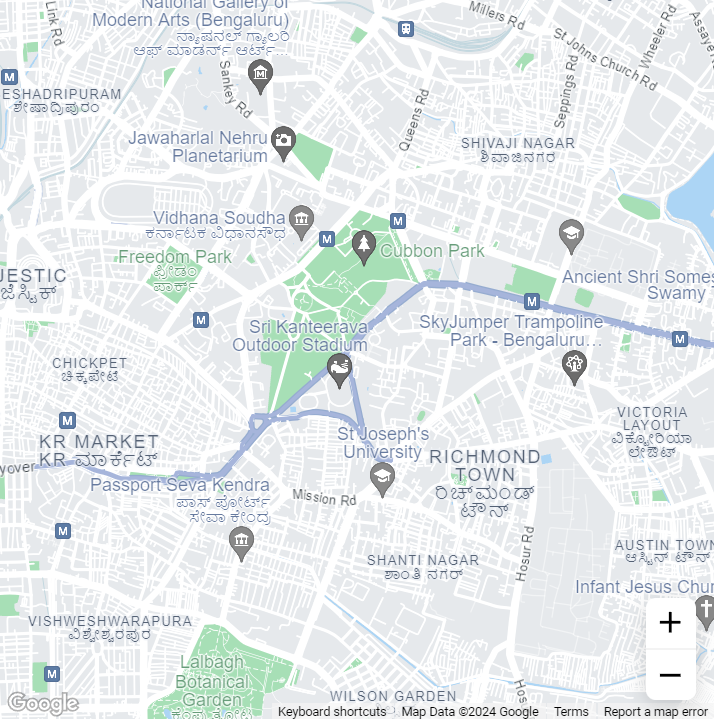 National Gallery of
Modern Arts (Bengaluru)
ನ್ಯಾಷನಲ್ ಗ್ಯಾಲರಿ
ಆಫ್ ಮಾಡರ್ನ್ ಆರ್ಟ್...
Link Rd
Millers Rd
St Johns Church Rd
Wheeler Rd
Assaye
Sankey Rd
Queens Rd
Seppings Rd
M
ESHADRIPURAM
ಶೇಷಾದ್ರಿಪುರಂ
Jawaharlal Nehru
Planetarium
SHIVAJI NAGAR
ಶಿವಾಜಿನಗರ
Vidhana Soudha
ಕರ್ನಾಟಕ ವಿಧಾನಸೌಧ
M
M
Cubbon Park
Freedom Park
ಫ್ರೀಡಂ
ಪಾರ್ಕ್
JESTIC
ಜೆಸ್ಟಿಕ್
Ancient Shri Somes
Swamy
M
M
Sri Kanteerava
Outdoor Stadium
SkyJumper Trampoline
Park - Bengaluru...
M
CHICKPET
ಚಿಕ್ಕಪೇಟೆ
M
VICTORIA
LAYOUT
ವಿಕ್ಟೋರಿಯಾ
ಲೇಔಟ್
KR MARKET
KR ಮಾರ್ಕೆಟ್
yover
St Joseph's
University
RICHMOND
TOWN
ರಿಚ್‌ಮಂಡ್
ಟೌನ್
Passport Seva Kendra
ಪಾಸ್ ಪೋರ್ಟ್
ಸೇವಾ ಕೇಂದ್ರ
Mission Rd
M
Hosur Rd
SHANTI NAGAR
ಶಾಂತಿ ನಗರ್
AUSTIN TOWN
ಆಸ್ಟಿನ್ ಟೌನ್
Infant Jesus Chur
VISHWESHWARAPURA
ವಿಶ್ವೇಶ್ವರಪುರ
M
Lalbagh
Botanical
Garden
WILSON GARDEN
Hos
+
−
Google
Keyboard shortcuts
Map Data ©2024 Google
Terms
Report a map error